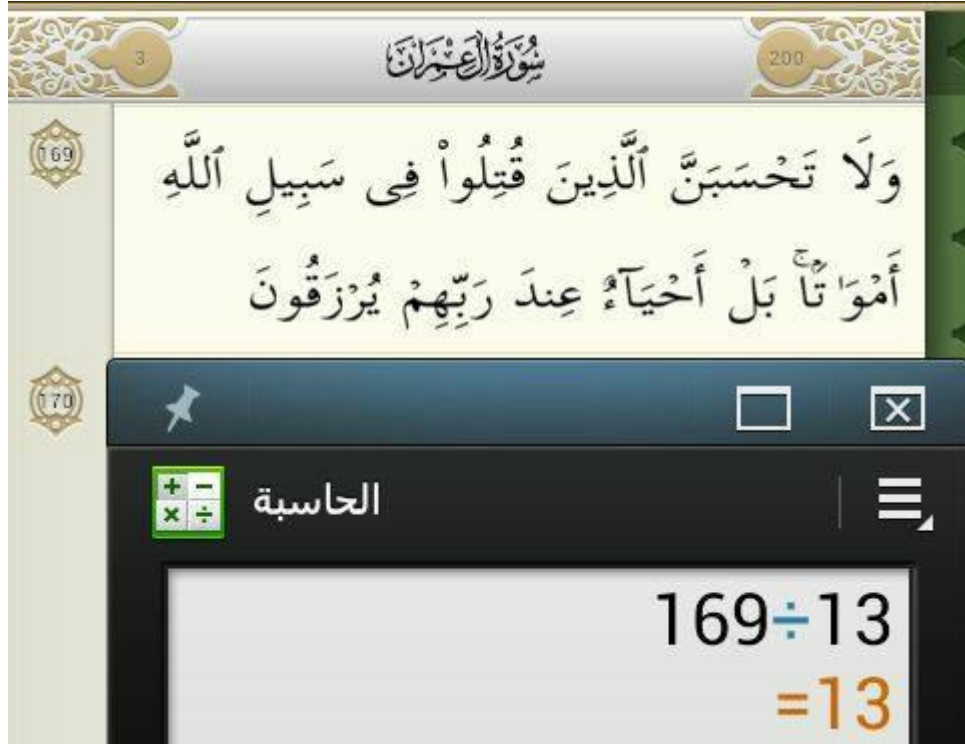 3
سُورَةُ آلِ عِمْرَانَ
200
169
وَلَا تَحْسَبَنَّ ٱلَّذِينَ قُتِلُوا۟ فِى سَبِيلِ ٱللَّهِ
أَمْوَٰتًۢا ۚ بَلْ أَحْيَآءٌ عِندَ رَبِّهِمْ يُرْزَقُونَ
170
الحاسبة
169÷13
=13